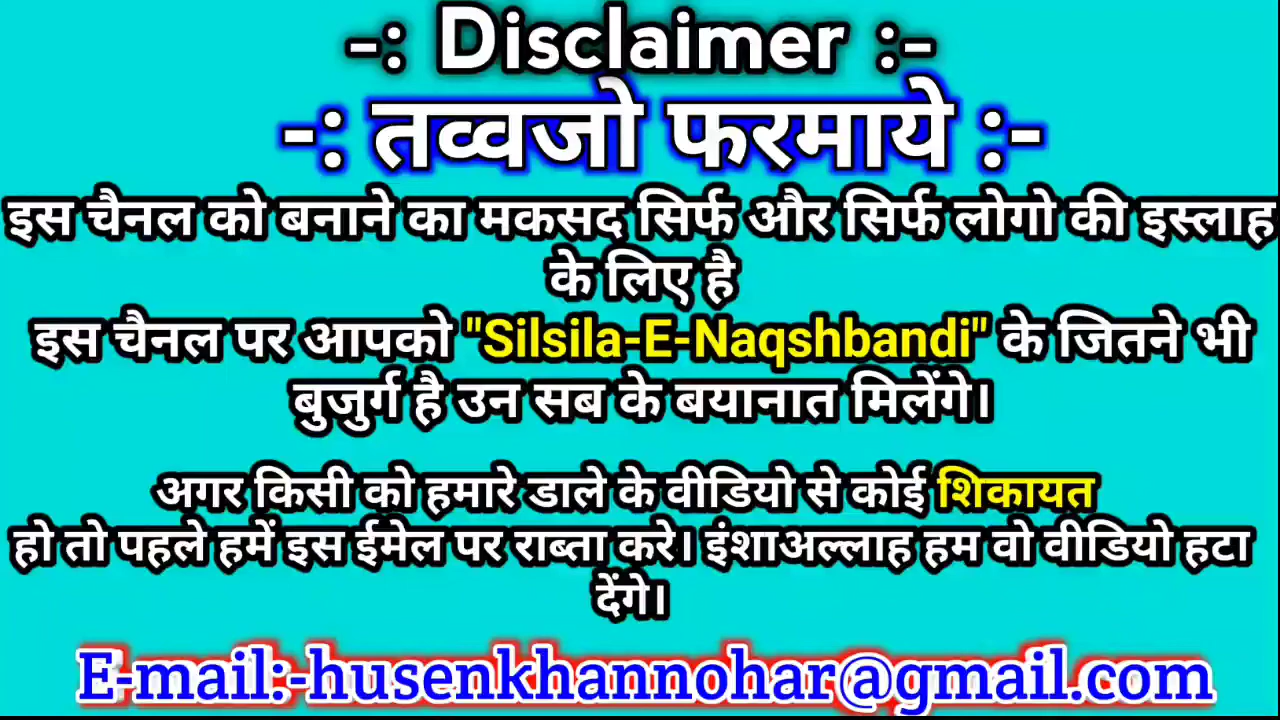 -: Disclaimer :-
-: तव्वजो फरमाये :-
इस चैनल को बनाने का मकसद सिर्फ और सिर्फ लोगो की इस्लाह
के लिए है
इस चैनल पर आपको "Silsila-E-Naqshbandi" के जितने भी
बुजुर्ग है उन सब के बयानात मिलेंगे।
अगर किसी को हमारे डाले के वीडियो से कोई शिकायत
हो तो पहले हमें इस ईमेल पर राब्ता करे। इंशाअल्लाह हम वो वीडियो हटा
देंगे।
E-mail:-husenkhannohar@gmail.com